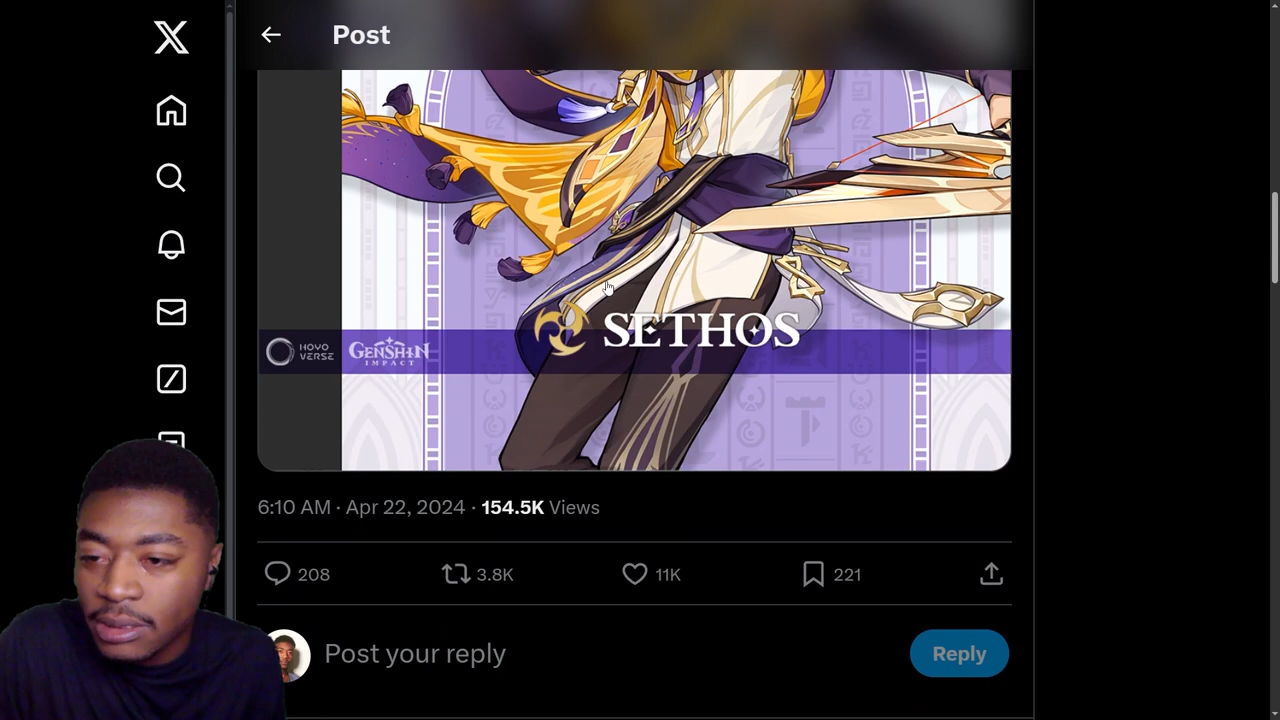 Post
SETHOS
HOYO
VERSE
GENSHIN
IMPACT
6:10 AM · Apr 22, 2024 · 154.5K Views
208
3.8K
11K
221
Post your reply
Reply